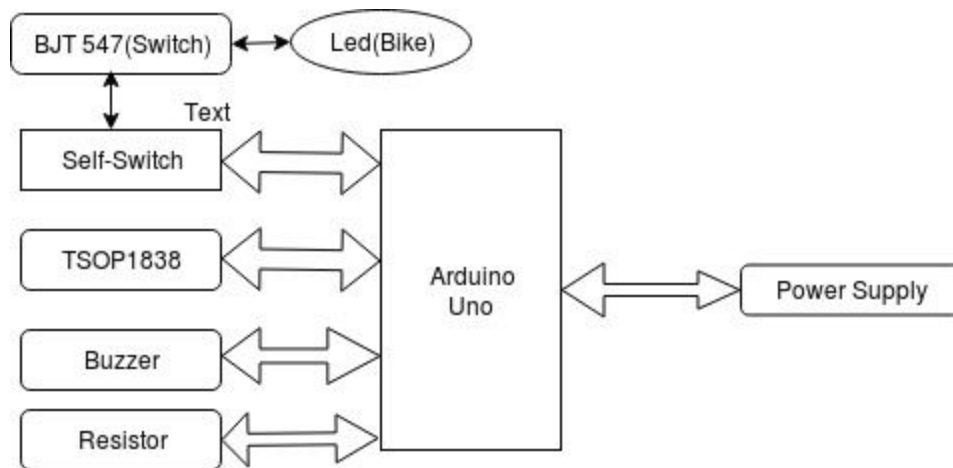 BJT 547(Switch)
Led(Bike)
Text
Self-Switch
TSOP1838
Arduino
Uno
Power Supply
Buzzer
Resistor